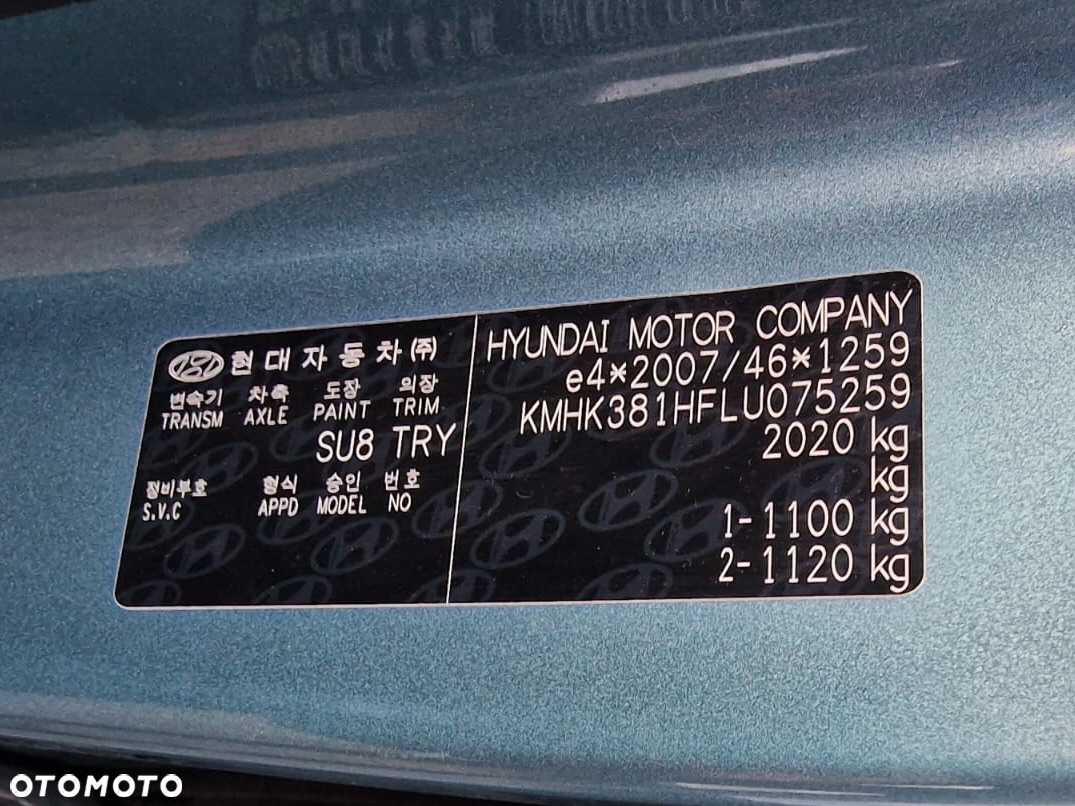 현대자동차(주)
변속기 차축 도장 의장
TRANSM AXLE PAINT TRIM
SU8 TRY
정비부호 형식 승인 번호
S.V.C APPD MODEL NO
HYUNDAI MOTOR COMPANY
e4*2007/46*1259
KMHK381HFLU075259
2020 kg
kg
1-1100 kg
2-1120 kg
OTOMOTO